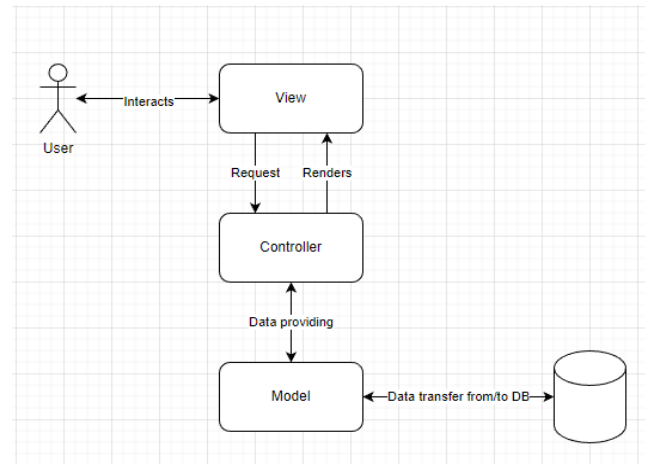 View
Interacts
User
Request
Renders
Controller
Data providing
Model
Data transfer from/to DB